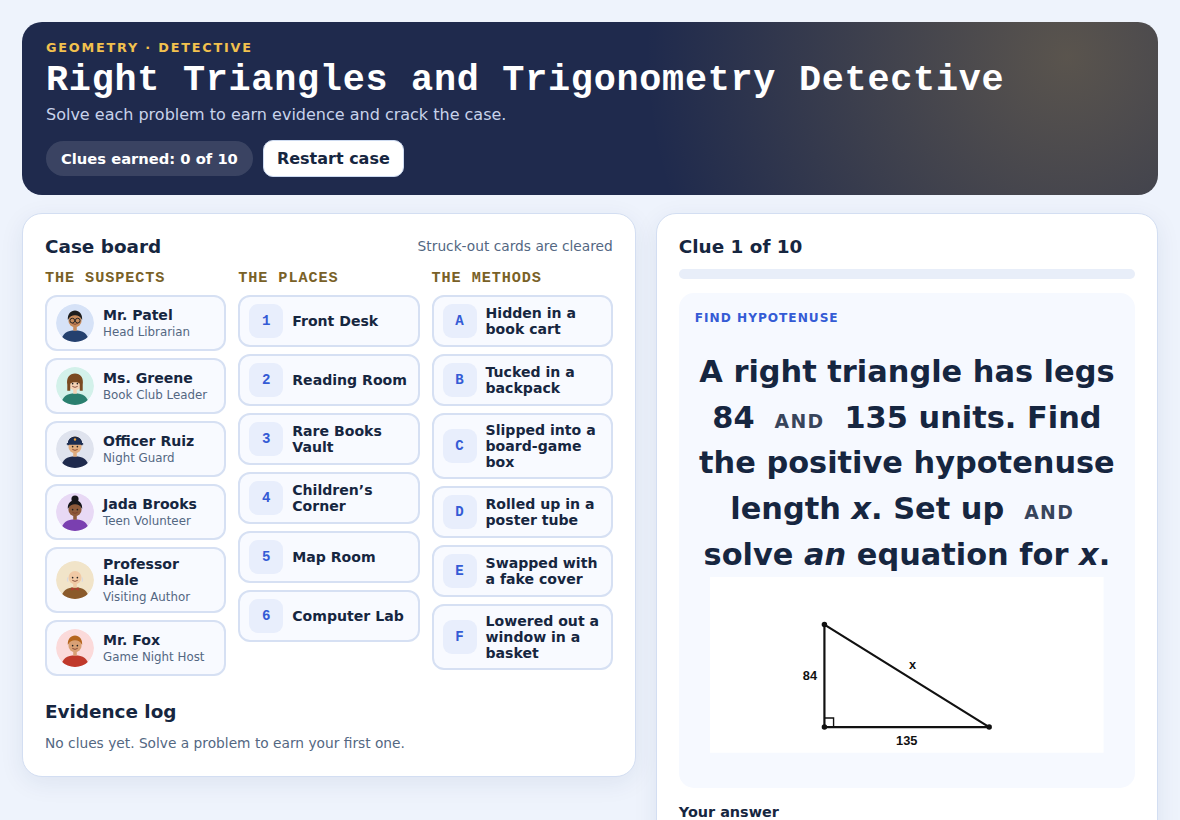 GEOMETRY · DETECTIVE
Right Triangles and Trigonometry Detective
Solve each problem to earn evidence and crack the case.
Clues earned: 0 of 10
Restart case
Case board
Struck-out cards are cleared
THE SUSPECTS
Mr. Patel
Head Librarian
Ms. Greene
Book Club Leader
Officer Ruiz
Night Guard
Jada Brooks
Teen Volunteer
Professor
Hale
Visiting Author
Mr. Fox
Game Night Host
THE PLACES
1 Front Desk
2 Reading Room
3 Rare Books
Vault
4 Children’s
Corner
5 Map Room
6 Computer Lab
THE METHODS
A Hidden in a
book cart
B Tucked in a
backpack
C Slipped into a
board-game
box
D Rolled up in a
poster tube
E Swapped with
a fake cover
F Lowered out a
window in a
basket
Evidence log
No clues yet. Solve a problem to earn your first one.
Clue 1 of 10
FIND HYPOTENUSE
A right triangle has legs
84 AND 135 units. Find
the positive hypotenuse
length x. Set up AND
solve an equation for x.
x
84
135
Your answer